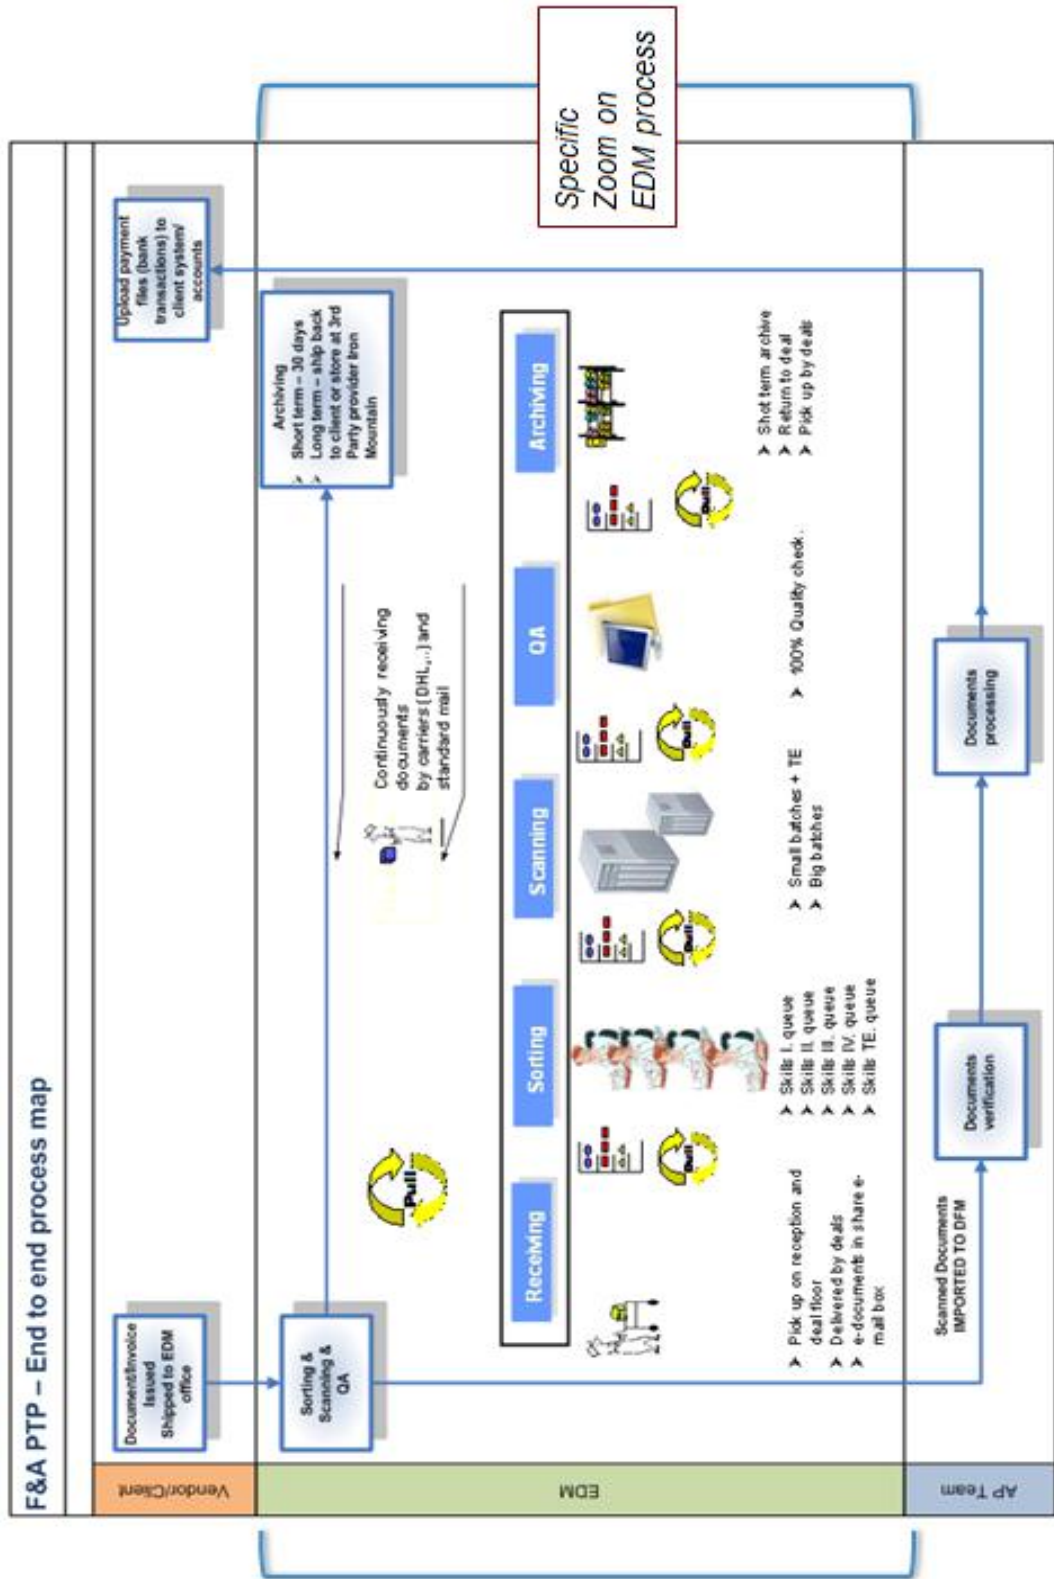 F&A PTP – End to end process map
Vendor/Client
Document/Invoice
Issued
Shipped to EDM
office
Upload payment
files (bank
transactions) to
client system/
accounts
EDM
Sorting &
Scanning &
QA
Archiving
➤ Short term – 30 days
➤ Long term – ship back
to client or store at 3rd
Party provider Iron
Mountain
Pull
Continuously receiving
documents
by carriers (DHL,..) and
standard mail
Receiving
Sorting
Scanning
QA
Archiving
Pull
Pull
Pull
Pull
➤ Pick up on reception and
deal floor
➤ Delivered by deals
➤ e-documents in share e-
mail box
➤ Skills I. queue
➤ Skills II. queue
➤ Skills III. queue
➤ Skills IV. queue
➤ Skills TE. queue
➤ Small batches + TE
➤ Big batches
➤ 100% Quality check.
➤ Shot term archive
➤ Return to deal
➤ Pick up by deals
AP Team
Scanned Documents
IMPORTED TO DFM
Documents
verification
Documents
processing
Specific
Zoom on
EDM process